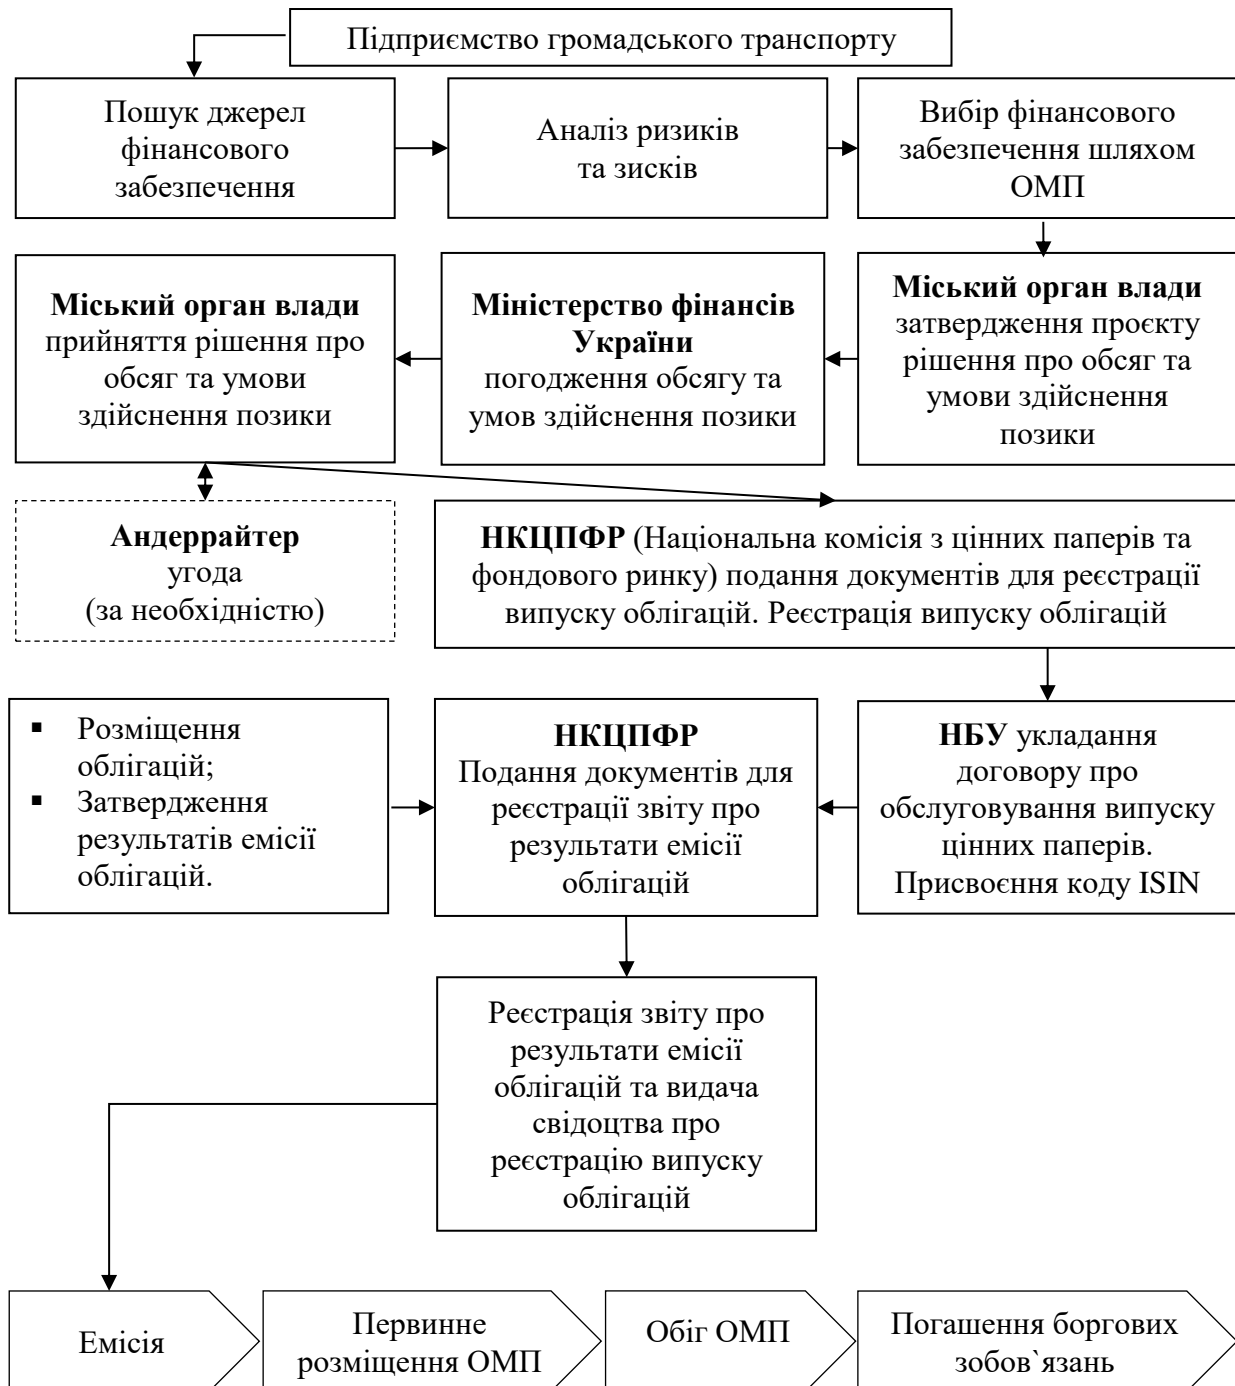 Підприємство громадського транспорту
Пошук джерел
фінансового
забезпечення
Аналіз ризиків
та зисків
Вибір фінансового
забезпечення шляхом
ОМП
Міський орган влади
прийняття рішення про
обсяг та умови
здійснення позики
Міністерство фінансів
України
погодження обсягу та
умов здійснення позики
Міський орган влади
затвердження проєкту
рішення про обсяг та
умови здійснення
позики
Андеррайтер
угода
(за необхідністю)
НКЦПФР (Національна комісія з цінних паперів та
фондового ринку) подання документів для реєстрації
випуску облігацій. Реєстрація випуску облігацій
▪ Розміщення
облігацій;
▪ Затвердження
результатів емісії
облігацій.
НКЦПФР
Подання документів для
реєстрації звіту про
результати емісії
облігацій
НБУ укладання
договору про
обслуговування випуску
цінних паперів.
Присвоєння коду ISIN
Реєстрація звіту про
результати емісії
облігацій та видача
свідоцтва про
реєстрацію випуску
облігацій
Емісія
Первинне
розміщення ОМП
Обіг ОМП
Погашення боргових
зобов`язань